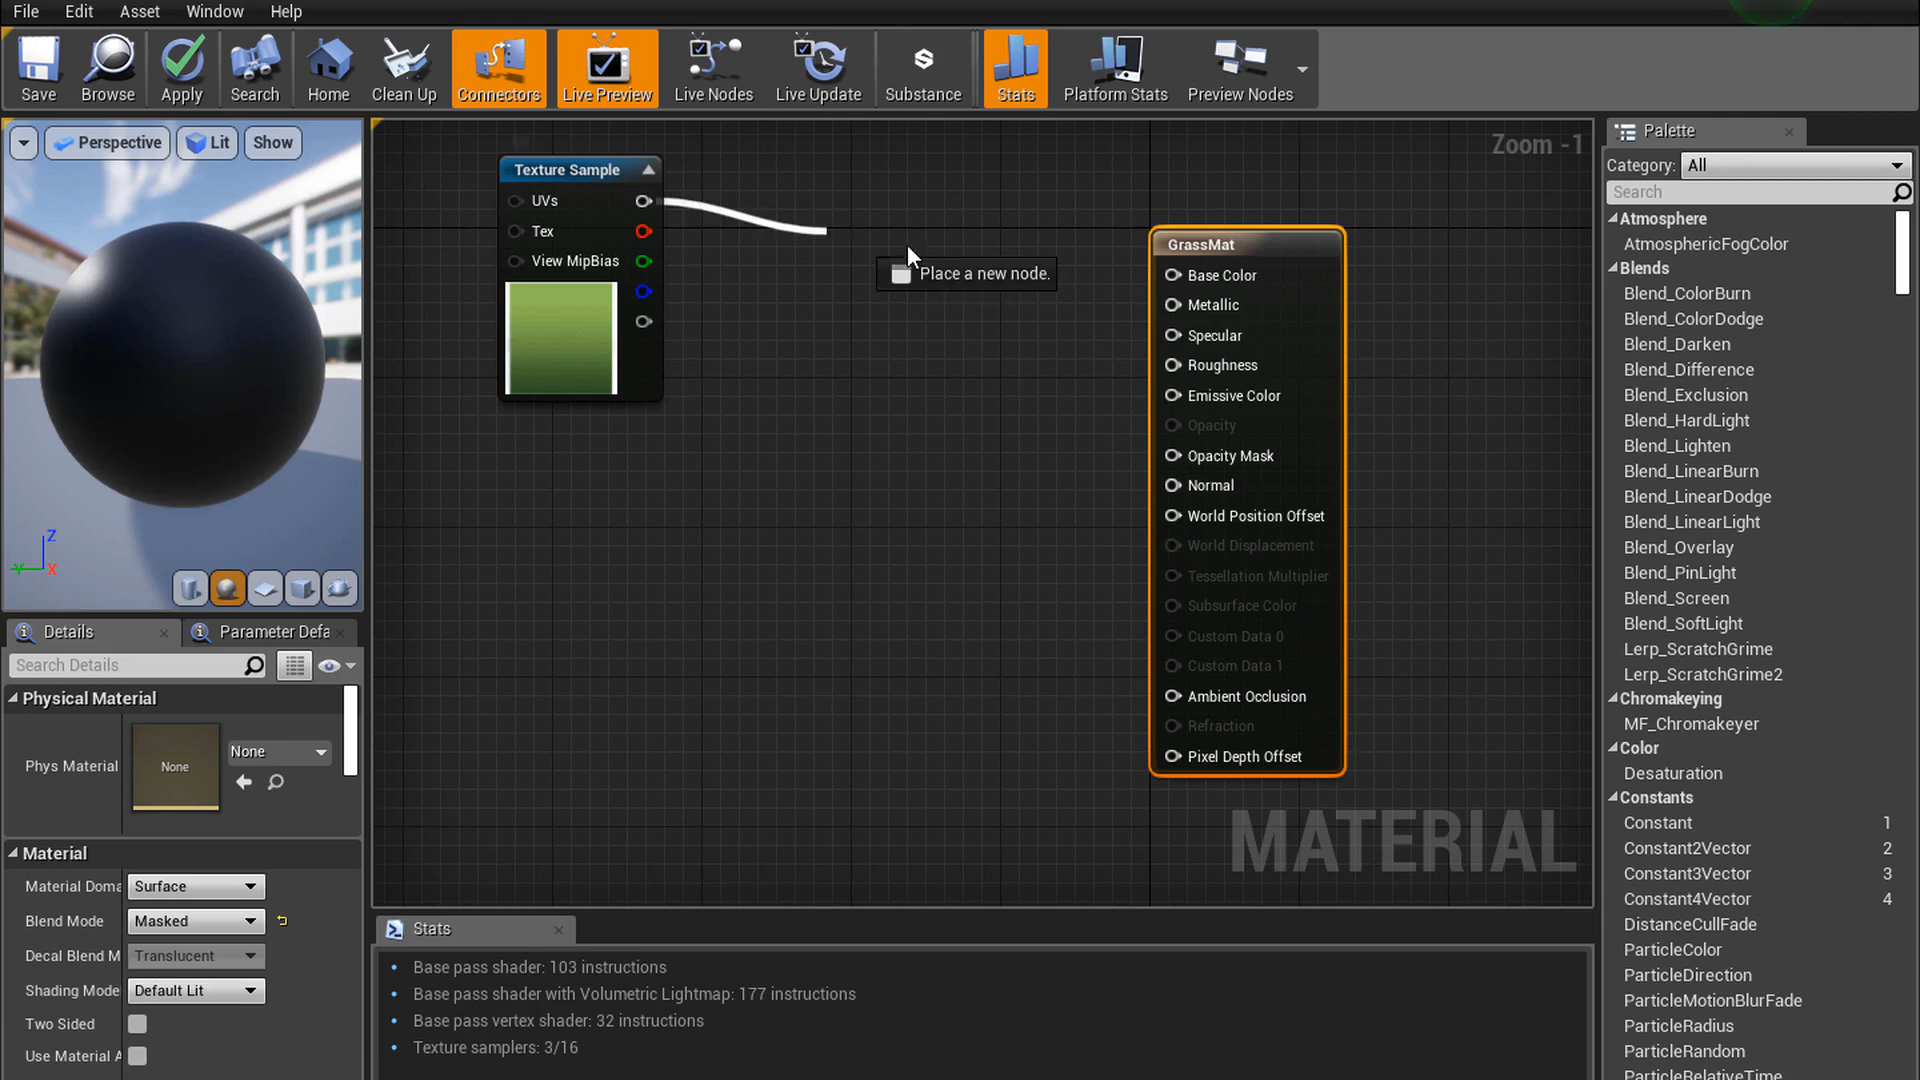 File Edit Asset Window Help
Save Browse Apply Search Home Clean Up Connectors Live Preview Live Nodes Live Update Substance Stats Platform Stats Preview Nodes
Perspective Lit Show
Z
Y
X
Details Parameter Defa
Search Details
Physical Material
Phys Material None None
Material
Material Doma Surface
Blend Mode Masked
Decal Blend M Translucent
Shading Mode Default Lit
Two Sided
Use Material A
Zoom -1
Texture Sample
UVs
Tex
View MipBias
Place a new node.
GrassMat
Base Color
Metallic
Specular
Roughness
Emissive Color
Opacity
Opacity Mask
Normal
World Position Offset
World Displacement
Tessellation Multiplier
Subsurface Color
Custom Data 0
Custom Data 1
Ambient Occlusion
Refraction
Pixel Depth Offset
MATERIAL
Stats
Base pass shader: 103 instructions
Base pass shader with Volumetric Lightmap: 177 instructions
Base pass vertex shader: 32 instructions
Texture samplers: 3/16
Palette
Category: All
Search
Atmosphere
AtmosphericFogColor
Blends
Blend_ColorBurn
Blend_ColorDodge
Blend_Darken
Blend_Difference
Blend_Exclusion
Blend_HardLight
Blend_Lighten
Blend_LinearBurn
Blend_LinearDodge
Blend_LinearLight
Blend_Overlay
Blend_PinLight
Blend_Screen
Blend_SoftLight
Lerp_ScratchGrime
Lerp_ScratchGrime2
Chromakeying
MF_Chromakeyer
Color
Desaturation
Constants
Constant 1
Constant2Vector 2
Constant3Vector 3
Constant4Vector 4
DistanceCullFade
ParticleColor
ParticleDirection
ParticleMotionBlurFade
ParticleRadius
ParticleRandom
ParticleRelativeTime